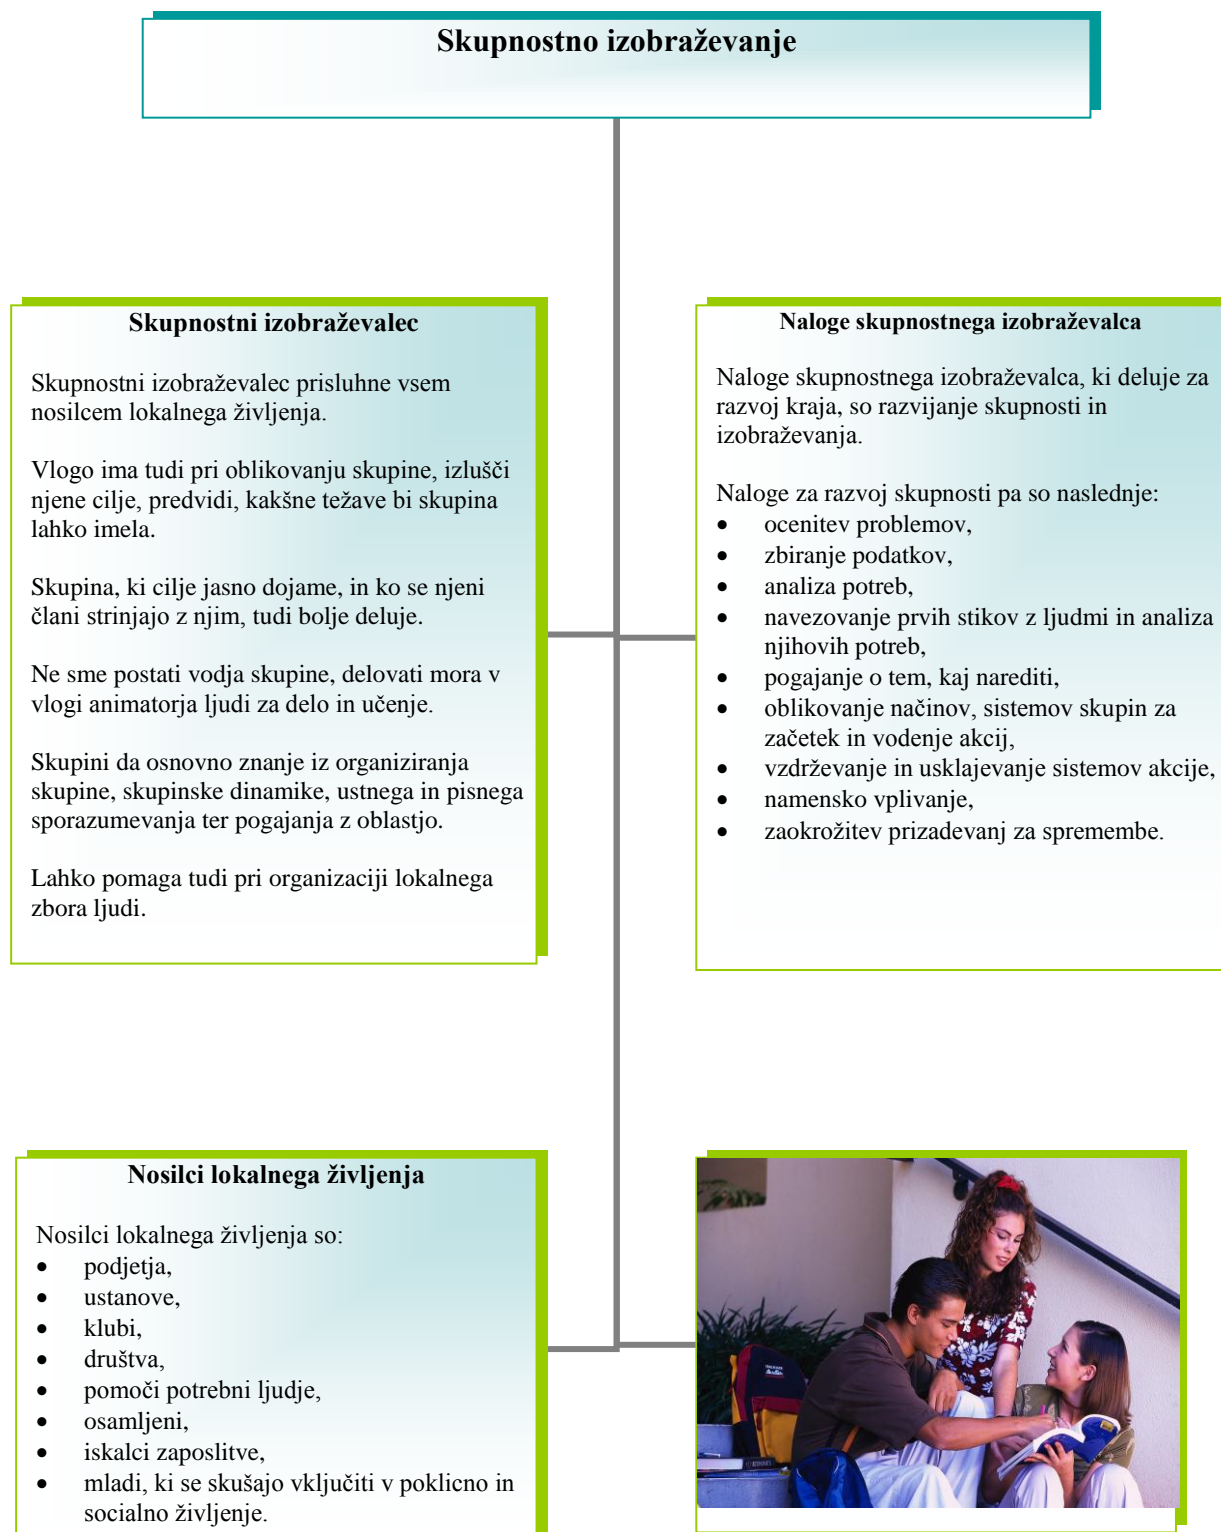 Skupnostno izobraževanje
Skupnostni izobraževalec
Skupnostni izobraževalec prisluhne vsem
nosilcem lokalnega življenja.
Vlogo ima tudi pri oblikovanju skupine, izlušči
njene cilje, predvidi, kakšne težave bi skupina
lahko imela.
Skupina, ki cilje jasno dojame, in ko se njeni
člani strinjajo z njim, tudi bolje deluje.
Ne sme postati vodja skupine, delovati mora v
vlogi animatorja ljudi za delo in učenje.
Skupini da osnovno znanje iz organiziranja
skupine, skupinske dinamike, ustnega in pisnega
sporazumevanja ter pogajanja z oblastjo.
Lahko pomaga tudi pri organizaciji lokalnega
zbora ljudi.
Naloge skupnostnega izobraževalca
Naloge skupnostnega izobraževalca, ki deluje za
razvoj kraja, so razvijanje skupnosti in
izobraževanja.
Naloge za razvoj skupnosti pa so naslednje:
• ocenitev problemov,
• zbiranje podatkov,
• analiza potreb,
• navezovanje prvih stikov z ljudmi in analiza
njihovih potreb,
• pogajanje o tem, kaj narediti,
• oblikovanje načinov, sistemov skupin za
začetek in vodenje akcij,
• vzdrževanje in usklajevanje sistemov akcije,
• namensko vplivanje,
• zaokrožitev prizadevanj za spremembe.
Nosilci lokalnega življenja
Nosilci lokalnega življenja so:
• podjetja,
• ustanove,
• klubi,
• društva,
• pomoči potrebni ljudje,
• osamljeni,
• iskalci zaposlitve,
• mladi, ki se skušajo vključiti v poklicno in
socialno življenje.